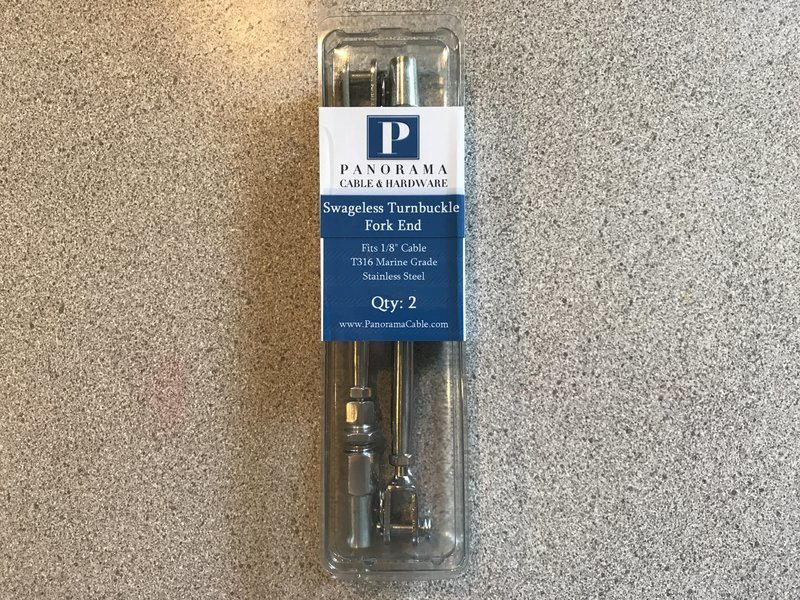 P
PANORAMA
CABLE & HARDWARE
Swageless Turnbuckle
Fork End
Fits 1/8" Cable
T316 Marine Grade
Stainless Steel
Qty: 2
www.PanoramaCable.com